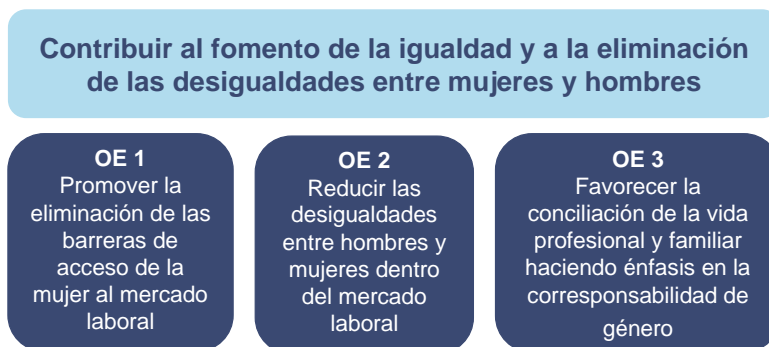 Contribuir al fomento de la igualdad y a la eliminación
de las desigualdades entre mujeres y hombres
OE 1
Promover la
eliminación de las
barreras de
acceso de la
mujer al mercado
laboral
OE 2
Reducir las
desigualdades
entre hombres y
mujeres dentro
del mercado
laboral
OE 3
Favorecer la
conciliación de la vida
profesional y familiar
haciendo énfasis en la
corresponsabilidad de
género